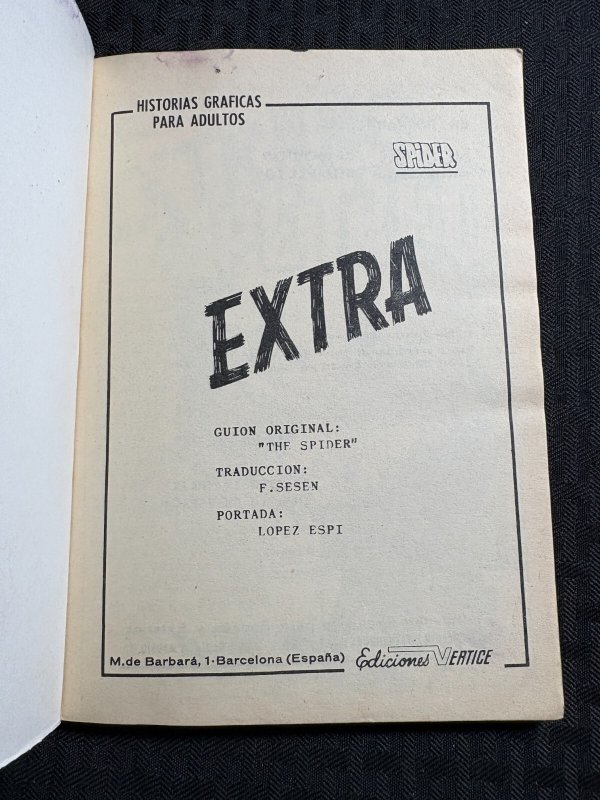 HISTORIAS GRAFICAS
PARA ADULTOS
SPIDER
EXTRA
GUION ORIGINAL:
"THE SPIDER"
TRADUCCION:
F.SESEN
PORTADA:
LOPEZ ESPI
M.de Barbará, 1-Barcelona (España) Ediciones VERTICE